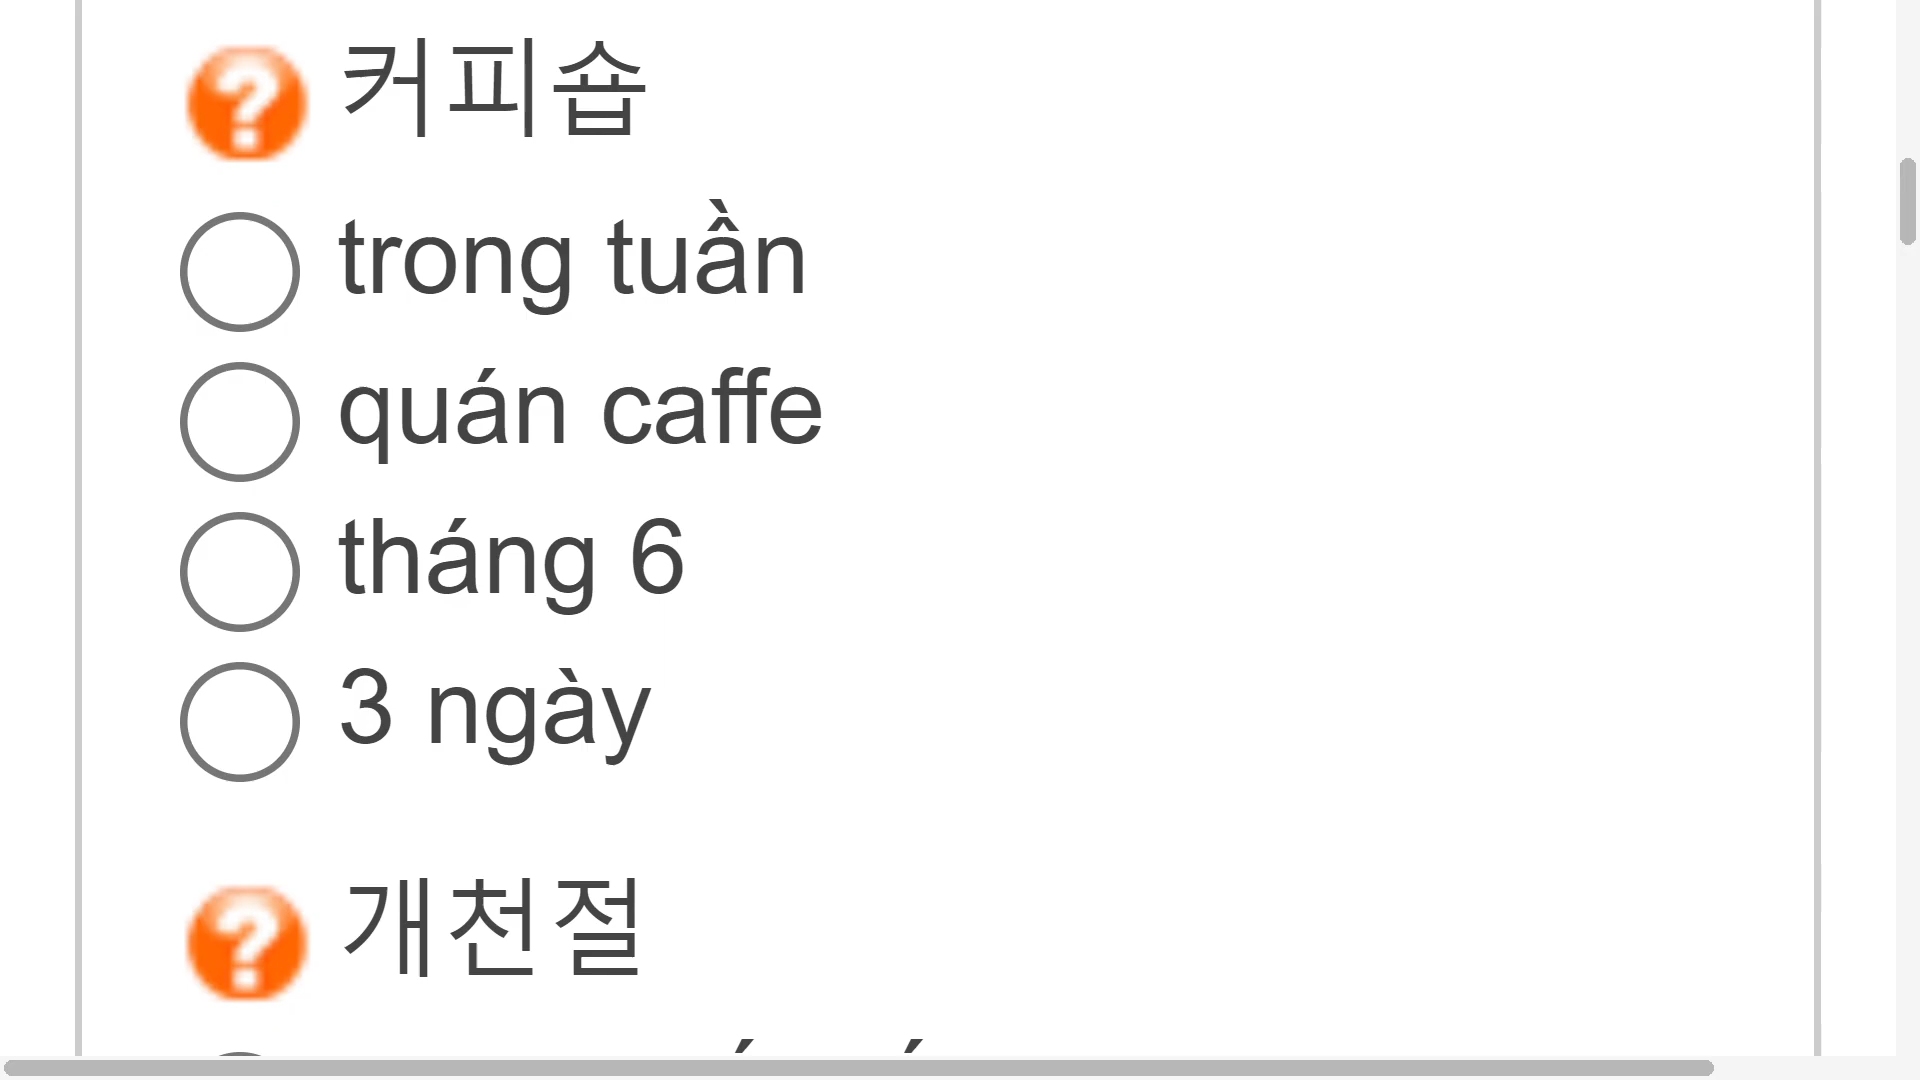 커피숍
trong tuần
quán caffe
tháng 6
3 ngày
개천절